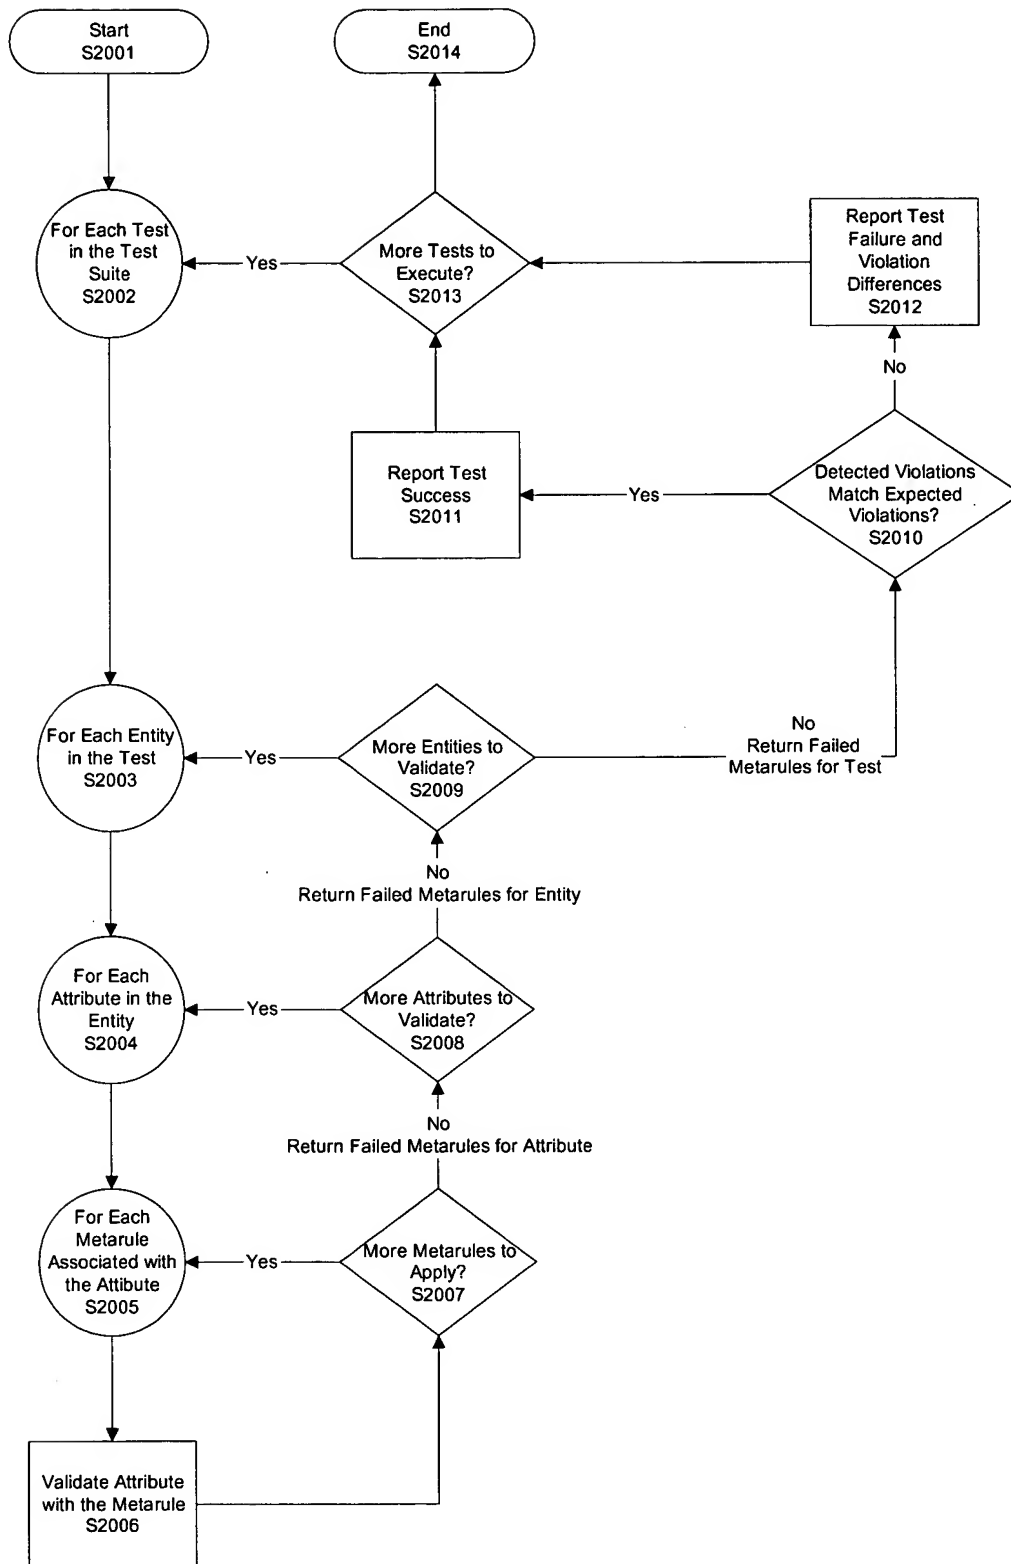 Start
S2001
End
S2014
For Each Test
in the Test
Suite
S2002
Yes
More Tests to
Execute?
S2013
Report Test
Failure and
Violation
Differences
S2012
No
Report Test
Success
S2011
Yes
Detected Violations
Match Expected
Violations?
S2010
For Each Entity
in the Test
S2003
Yes
More Entities to
Validate?
S2009
No
Return Failed
Metarules for Test
No
Return Failed Metarules for Entity
For Each
Attribute in the
Entity
S2004
Yes
More Attributes to
Validate?
S2008
No
Return Failed Metarules for Attribute
For Each
Metarule
Associated with
the Attibute
S2005
Yes
More Metarules to
Apply?
S2007
Validate Attribute
with the Metarule
S2006